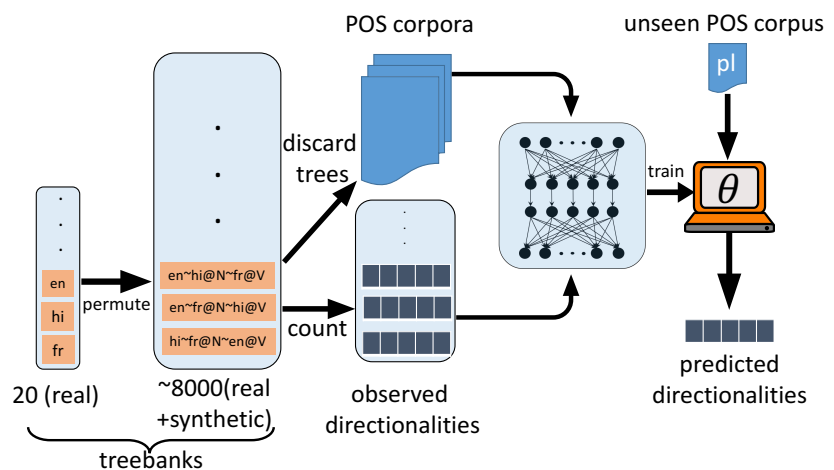 POS corpora
unseen POS corpus
pl
discard
trees
train
θ
en
hi
fr
permute
en~hi@N~fr@V
en~fr@N~hi@V
hi~fr@N~en@V
count
20 (real)
~8000(real
+synthetic)
observed
directionalities
predicted
directionalities
treebanks